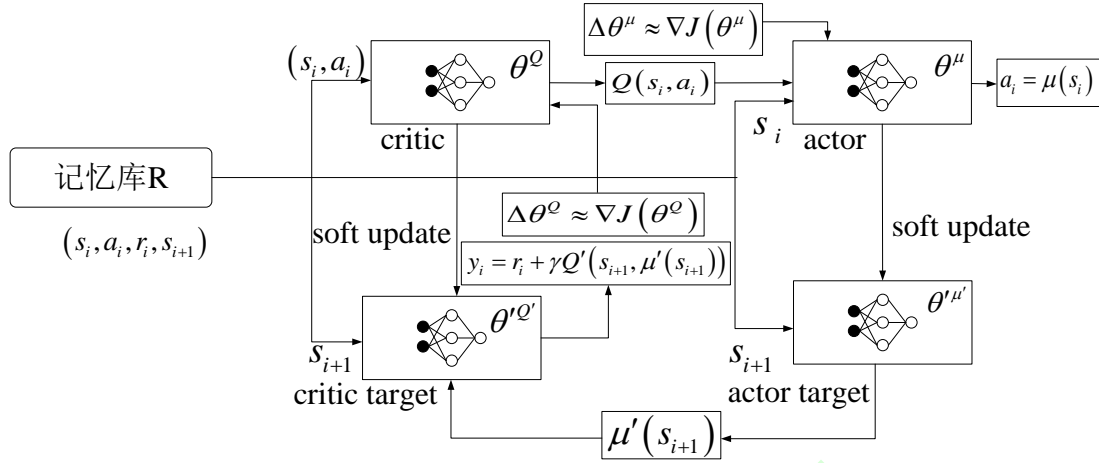 Δθ^μ ≈ ∇J(θ^μ)
(s_i, a_i)
θ^Q
Q(s_i, a_i)
θ^μ
a_i = μ(s_i)
critic
s_i
actor
记忆库R
(s_i, a_i, r_i, s_{i+1})
Δθ^Q ≈ ∇J(θ^Q)
soft update
soft update
y_i = r_i + γQ'(s_{i+1}, μ'(s_{i+1}))
θ'^{Q'}
θ'^{μ'}
s_{i+1}
critic target
s_{i+1}
actor target
μ'(s_{i+1})